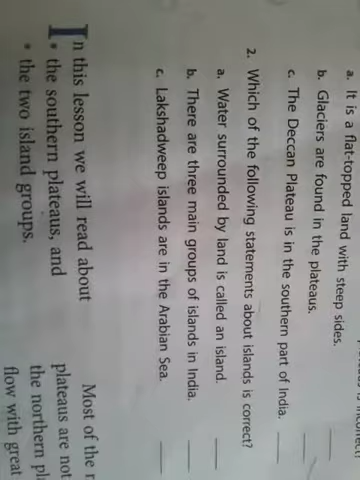 a. It is a flat-topped land with steep sides.
b. Glaciers are found in the plateaus.
c. The Deccan Plateau is in the southern part of India.
2. Which of the following statements about islands is correct?
a. Water surrounded by land is called an island.
b. There are three main groups of islands in India.
c. Lakshadweep islands are in the Arabian Sea.
In this lesson we will read about
• the southern plateaus, and
• the two island groups.
Most of the
plateaus are not
the northern
flow with great